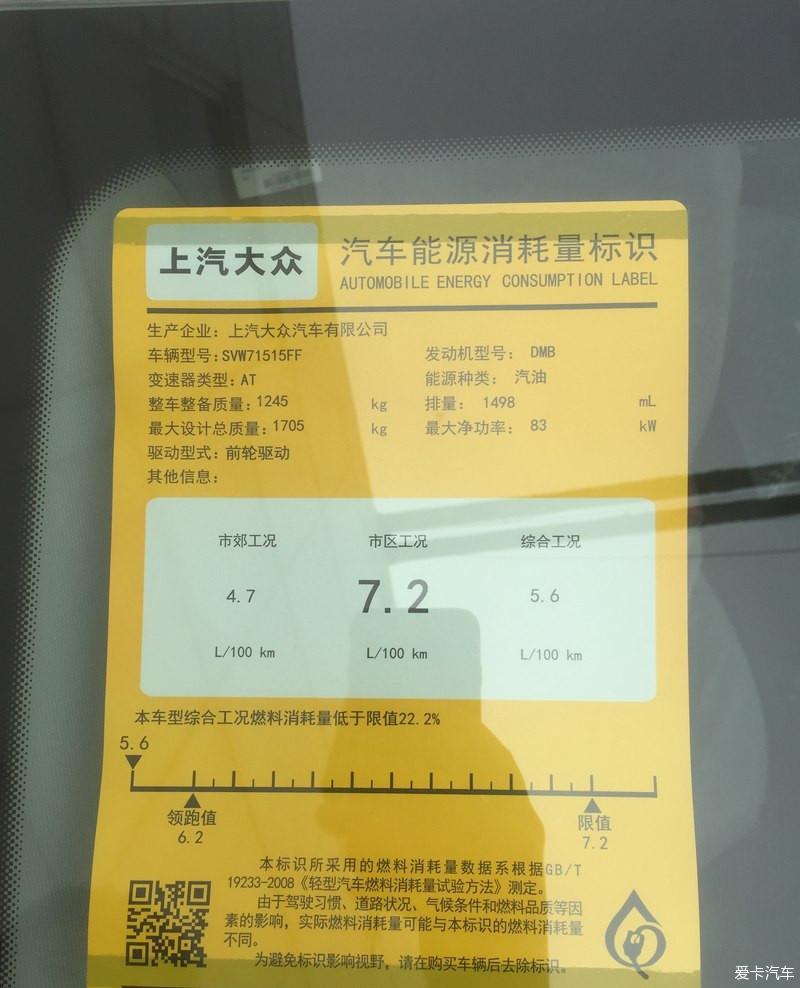 上汽大众
汽车能源消耗量标识
AUTOMOBILE ENERGY CONSUMPTION LABEL
生产企业：上汽大众汽车有限公司
车辆型号：SVW71515FF 发动机型号：DMB
变速器类型：AT 能源种类：汽油
整车整备质量：1245 kg 排量：1498 mL
最大设计总质量：1705 kg 最大净功率：83 kW
驱动型式：前轮驱动
其他信息：
市郊工况 市区工况 综合工况
4.7 7.2 5.6
L/100 km L/100 km L/100 km
本车型综合工况燃料消耗量低于限值22.2%
5.6
领跑值 限值
6.2 7.2
本标识所采用的燃料消耗量数据系根据GB/T
19233-2008《轻型汽车燃料消耗量试验方法》测定。
由于驾驶习惯、道路状况、气候条件和燃料品质等因
素的影响，实际燃料消耗量可能与本标识的燃料消耗量
不同。
为避免标识影响视野，请在购买车辆后去除标识。
爱卡汽车